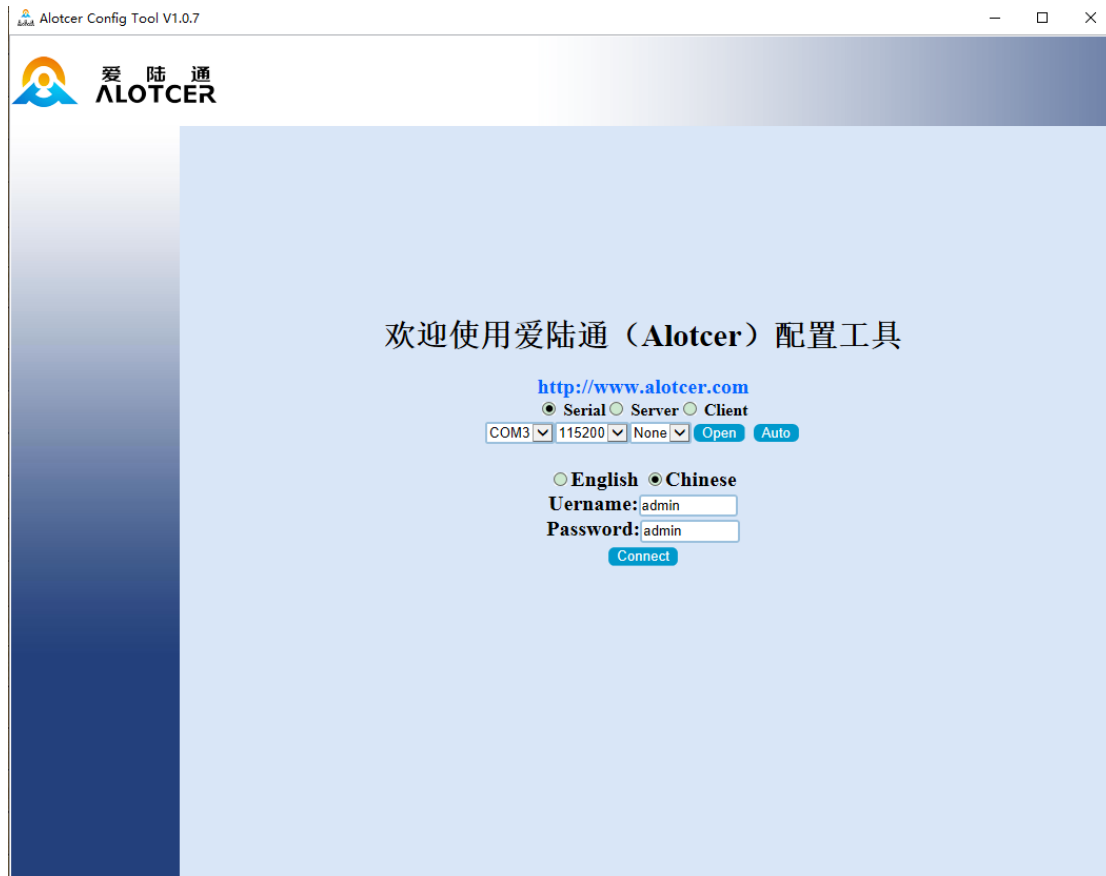 Alotcer Config Tool V1.0.7
爱 陆 通
ALOTCER
欢迎使用爱陆通（Alotcer）配置工具
http://www.alotcer.com
Serial Server Client
COM3 115200 None Open Auto
English Chinese
Uername: admin
Password: admin
Connect